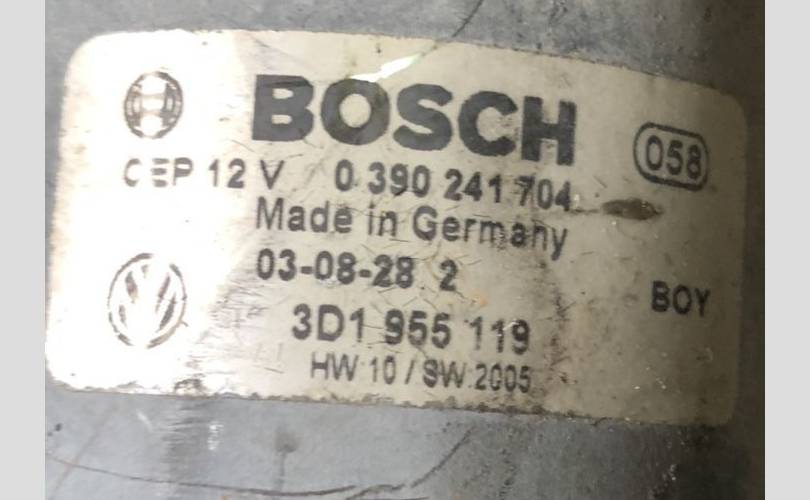 BOSCH
058
CEP 12 V 0 390 241 704
Made in Germany
03-08-28 2
BOY
3D1 955 119
HW 10 / SW 2005